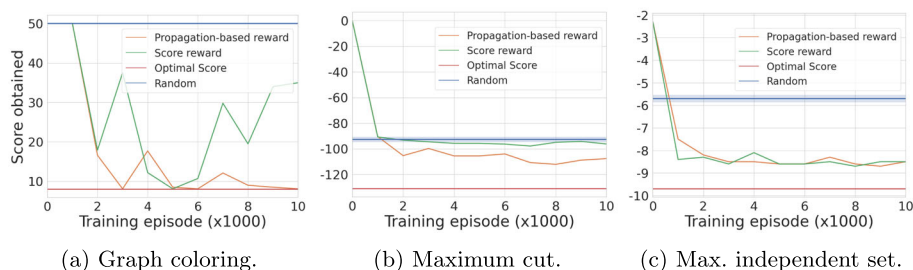 50
40
30
20
10
Score obtained
Propagation-based reward
Score reward
Optimal Score
Random
0 2 4 6 8 10
Training episode (x1000)
(a) Graph coloring.
0
-20
-40
-60
-80
-100
-120
Propagation-based reward
Score reward
Optimal Score
Random
0 2 4 6 8 10
Training episode (x1000)
(b) Maximum cut.
-2
-3
-4
-5
-6
-7
-8
-9
-10
Propagation-based reward
Score reward
Optimal Score
Random
0 2 4 6 8 10
Training episode (x1000)
(c) Max. independent set.